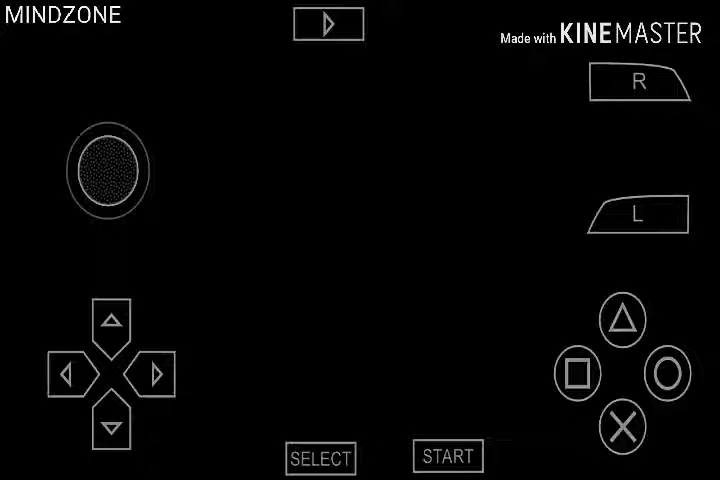 MINDZONE
Made with KINEMASTER
R
L
SELECT
START